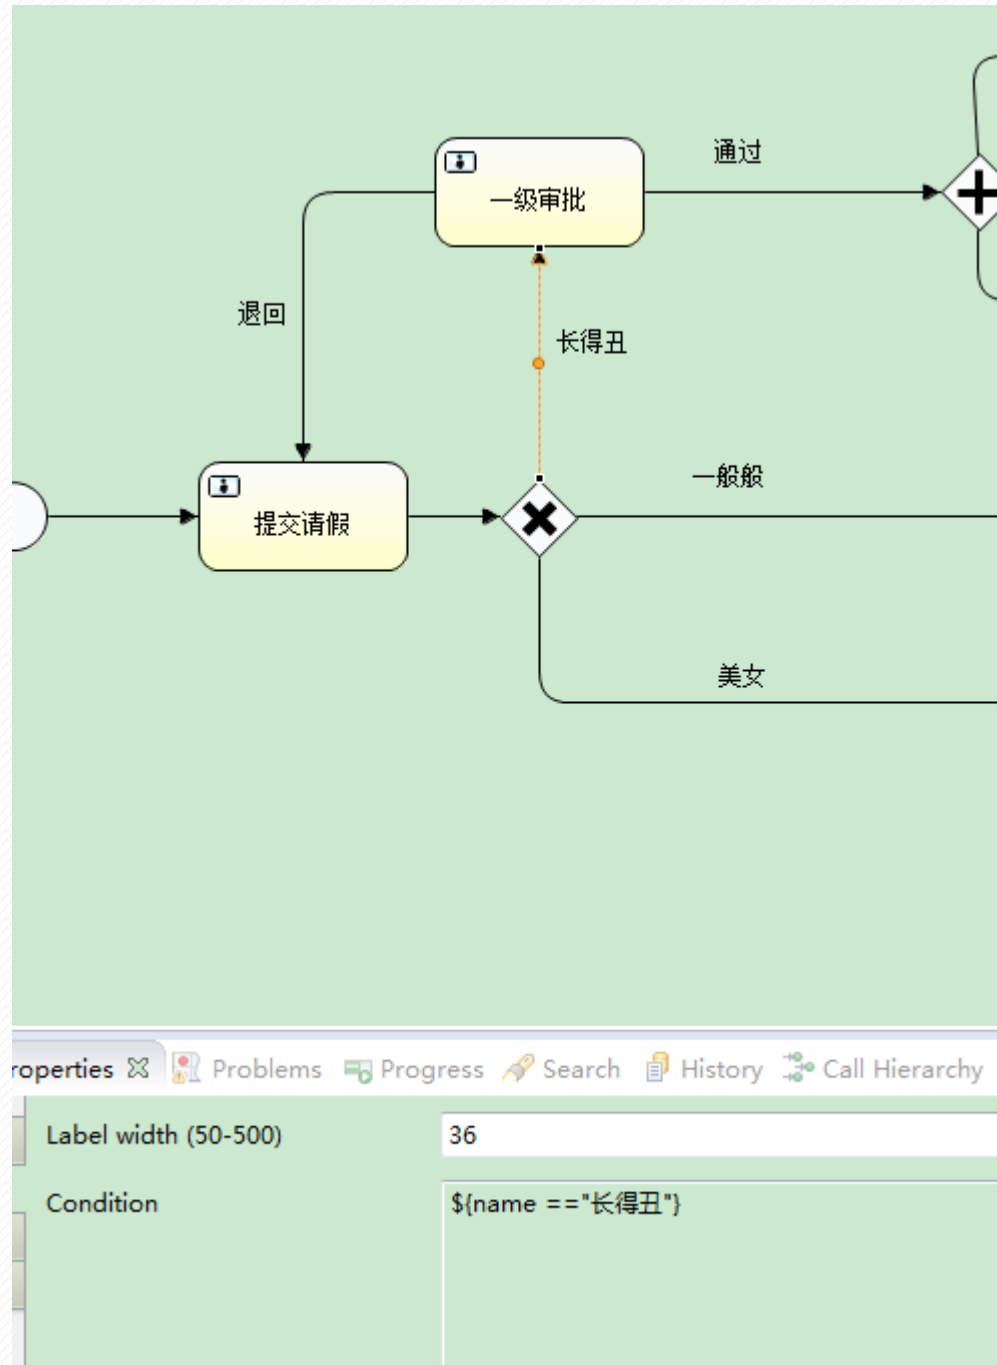 通过
一级审批
退回
长得丑
一般般
提交请假
美女
roperties
Problems
Progress
Search
History
Call Hierarchy
Label width (50-500)
36
Condition
${name =="长得丑"}